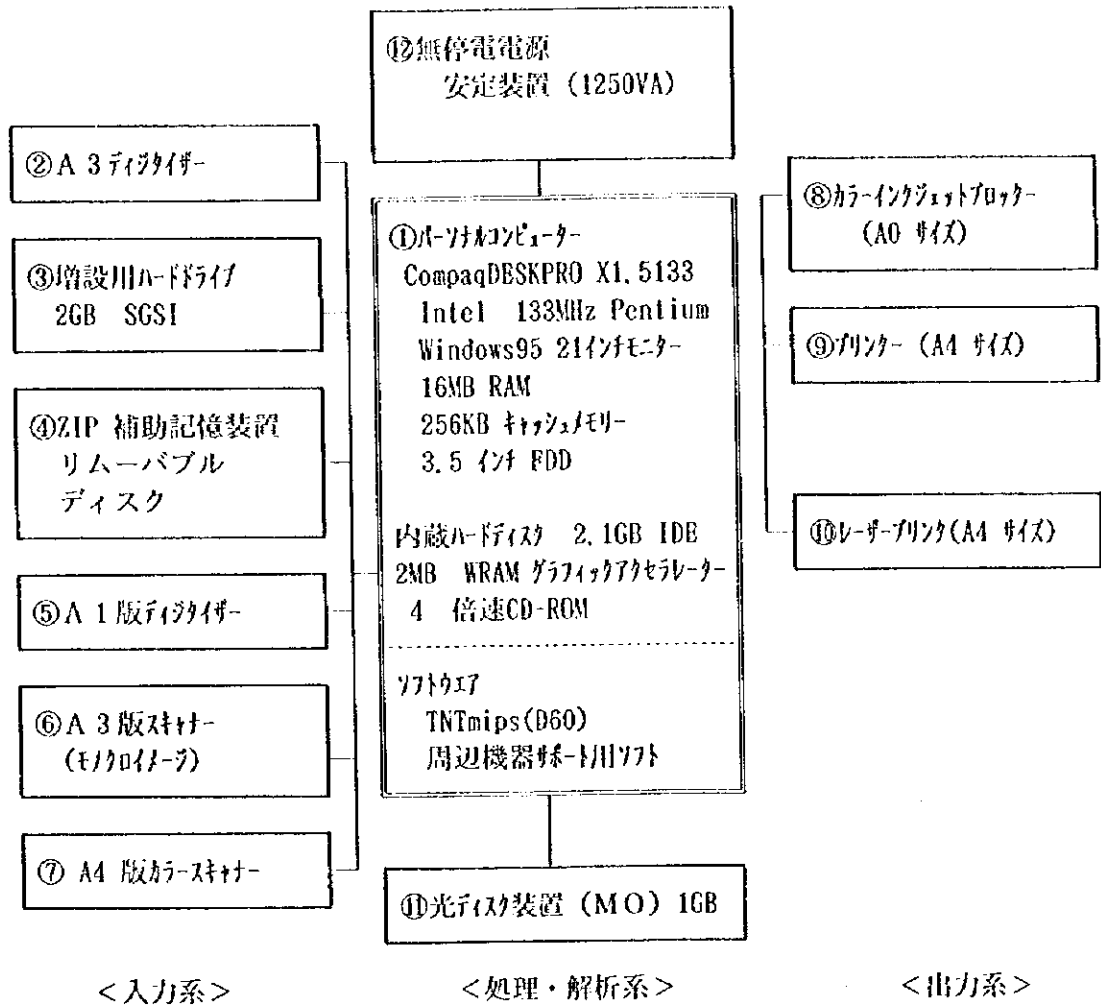 ⑫無停電電源
安定装置 (1250VA)
②A 3ディジタイザー
③増設用ハードドライブ
2GB SGSI
④ZIP 補助記憶装置
リムーバブル
ディスク
⑤A 1版ディジタイザー
⑥A 3版スキャナー
(モノクロイメージ)
⑦ A4 版カラースキャナー
①パーソナルコンピューター
CompaqDESKPRO X1.5133
Intel 133MHz Pentium
Windows95 21インチモニター
16MB RAM
256KB キャッシュメモリー
3.5 インチ FDD
内蔵ハードディスク 2.1GB IDE
2MB WRAM グラフィックアクセラレーター
4 倍速CD-ROM
ソフトウエア
TNTmips(D60)
周辺機器サポート用ソフト
⑪光ディスク装置 (MO) 1GB
⑧カラーインクジェットプロッター
(A0 サイズ)
⑨プリンター (A4 サイズ)
⑩レーザープリンタ(A4 サイズ)
<入力系> <処理・解析系> <出力系>